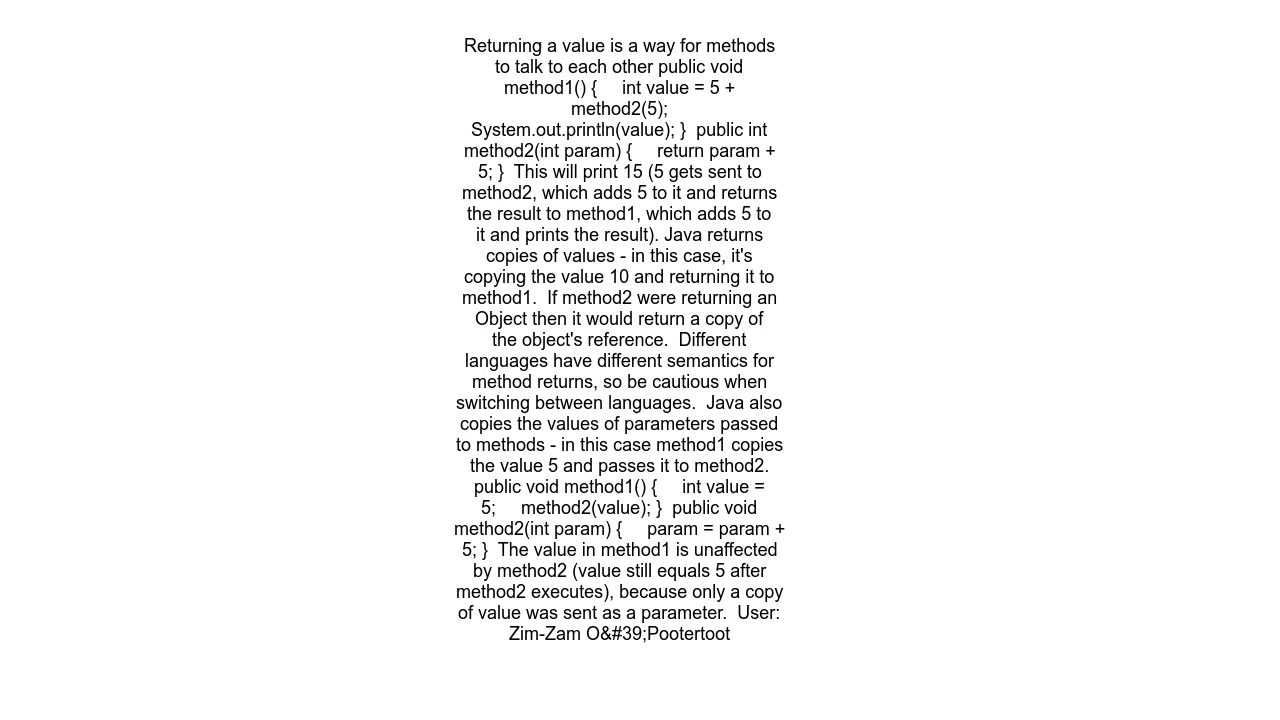 Returning a value is a way for methods
to talk to each other public void
method1() {     int value = 5 +
method2(5);
System.out.println(value); }  public int
method2(int param) {     return param +
5; }  This will print 15 (5 gets sent to
method2, which adds 5 to it and returns
the result to method1, which adds 5 to
it and prints the result). Java returns
copies of values - in this case, it's
copying the value 10 and returning it to
method1.  If method2 were returning an
Object then it would return a copy of
the object's reference.  Different
languages have different semantics for
method returns, so be cautious when
switching between languages.  Java also
copies the values of parameters passed
to methods - in this case method1 copies
the value 5 and passes it to method2.
public void method1() {     int value =
5;     method2(value); }  public void
method2(int param) {     param = param +
5; }  The value in method1 is unaffected
by method2 (value still equals 5 after
method2 executes), because only a copy
of value was sent as a parameter.  User:
Zim-Zam O&#39;Pootertoot